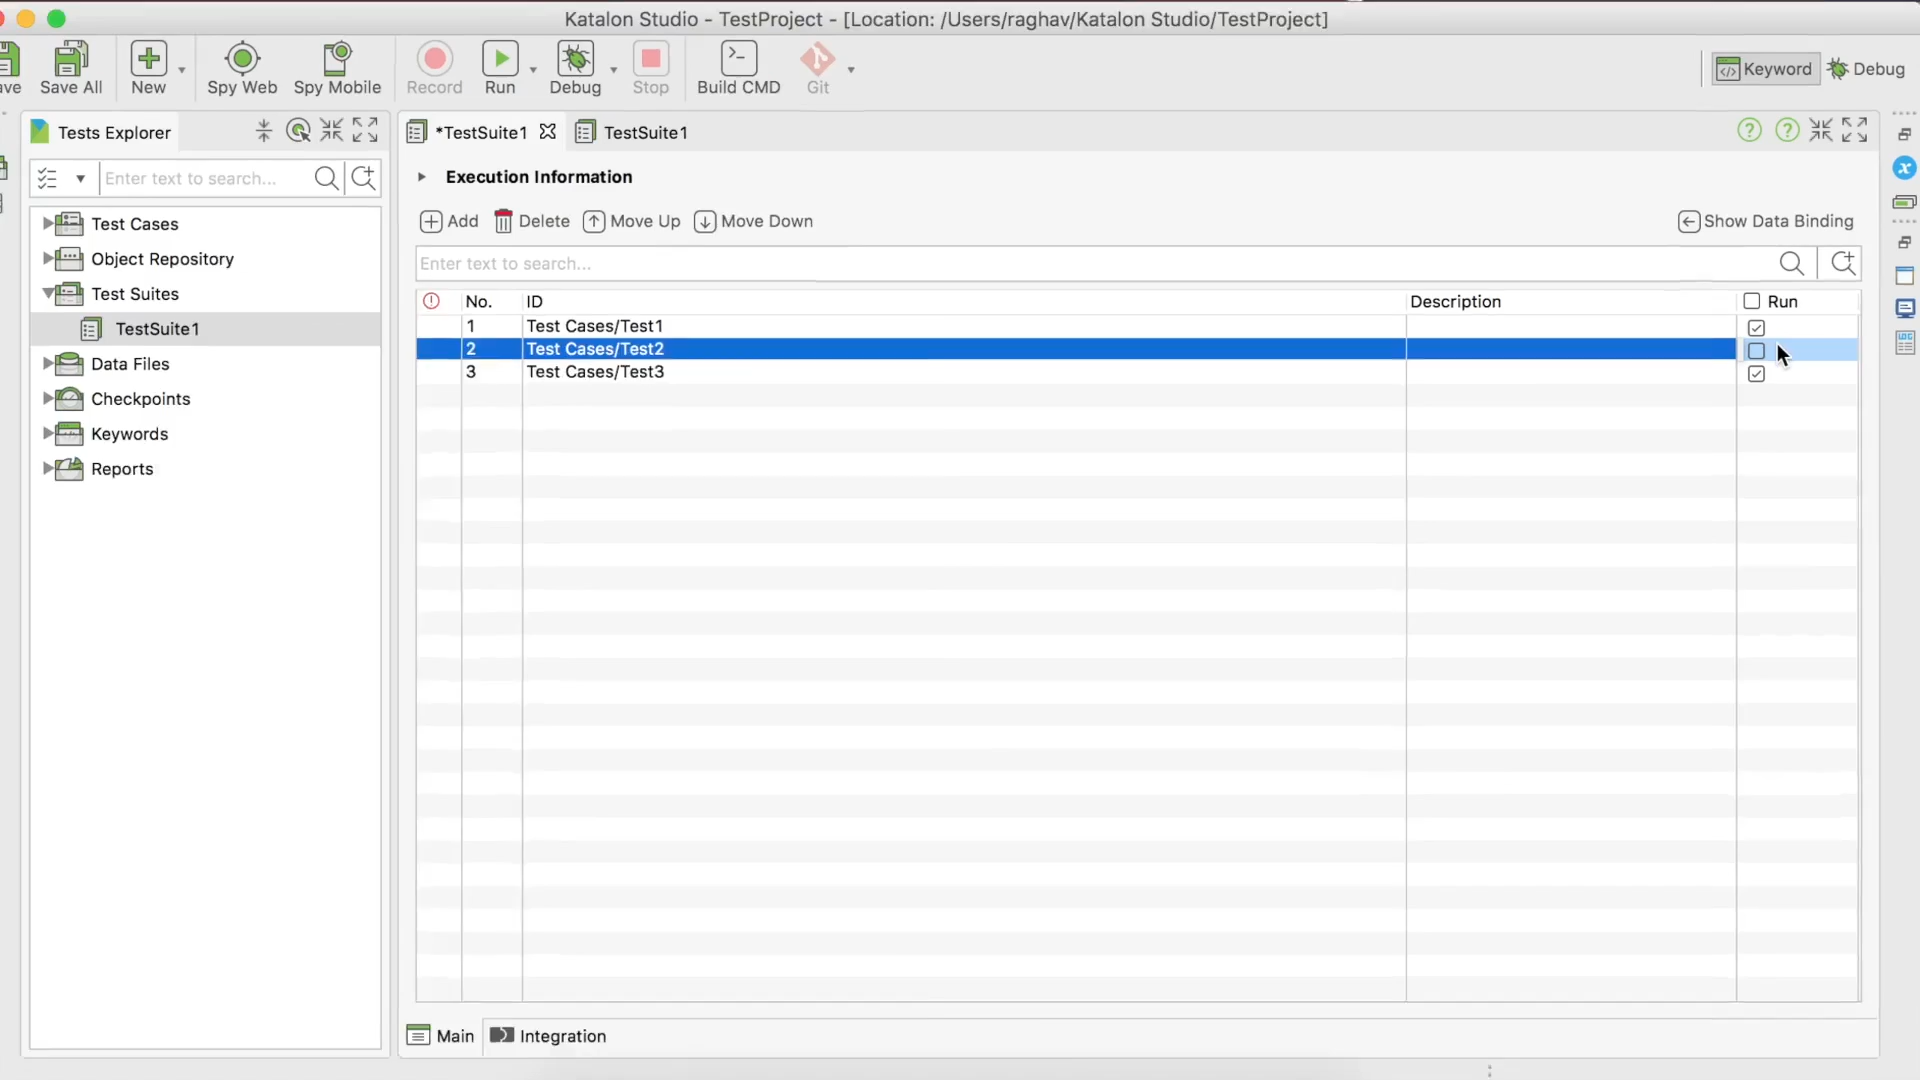 Katalon Studio - TestProject - [Location: /Users/raghav/Katalon Studio/TestProject]
ave Save All New Spy Web Spy Mobile Record Run Debug Stop Build CMD Git Keyword Debug
Tests Explorer
*TestSuite1 TestSuite1
Enter text to search...
Execution Information
Add Delete Move Up Move Down Show Data Binding
Enter text to search...
No. ID Description Run
1 Test Cases/Test1
2 Test Cases/Test2
3 Test Cases/Test3
Test Cases
Object Repository
Test Suites
TestSuite1
Data Files
Checkpoints
Keywords
Reports
Main Integration